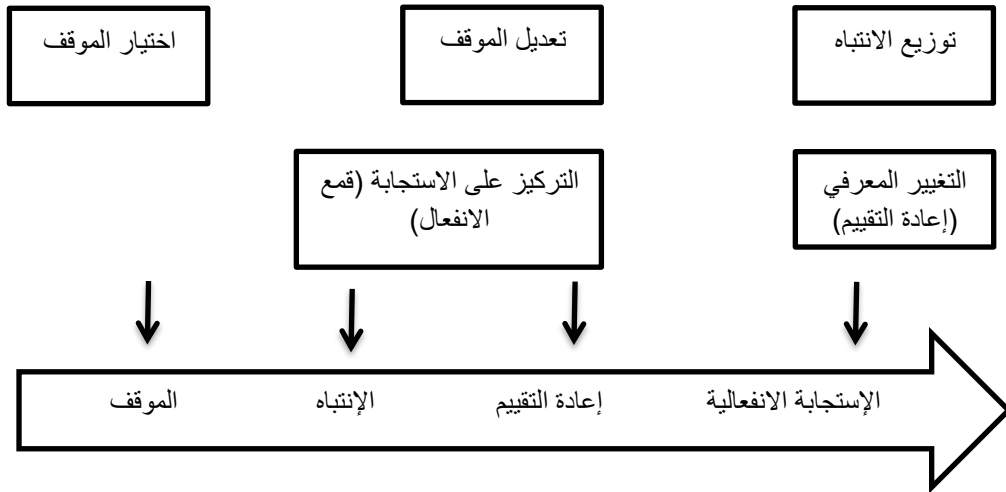 توزيع الانتباه
تعديل الموقف
اختيار الموقف
التغيير المعرفي
(إعادة التقييم)
التركيز على الاستجابة (قمع
الانفعال)
الموقف
الإنتباه
إعادة التقييم
الإستجابة الانفعالية